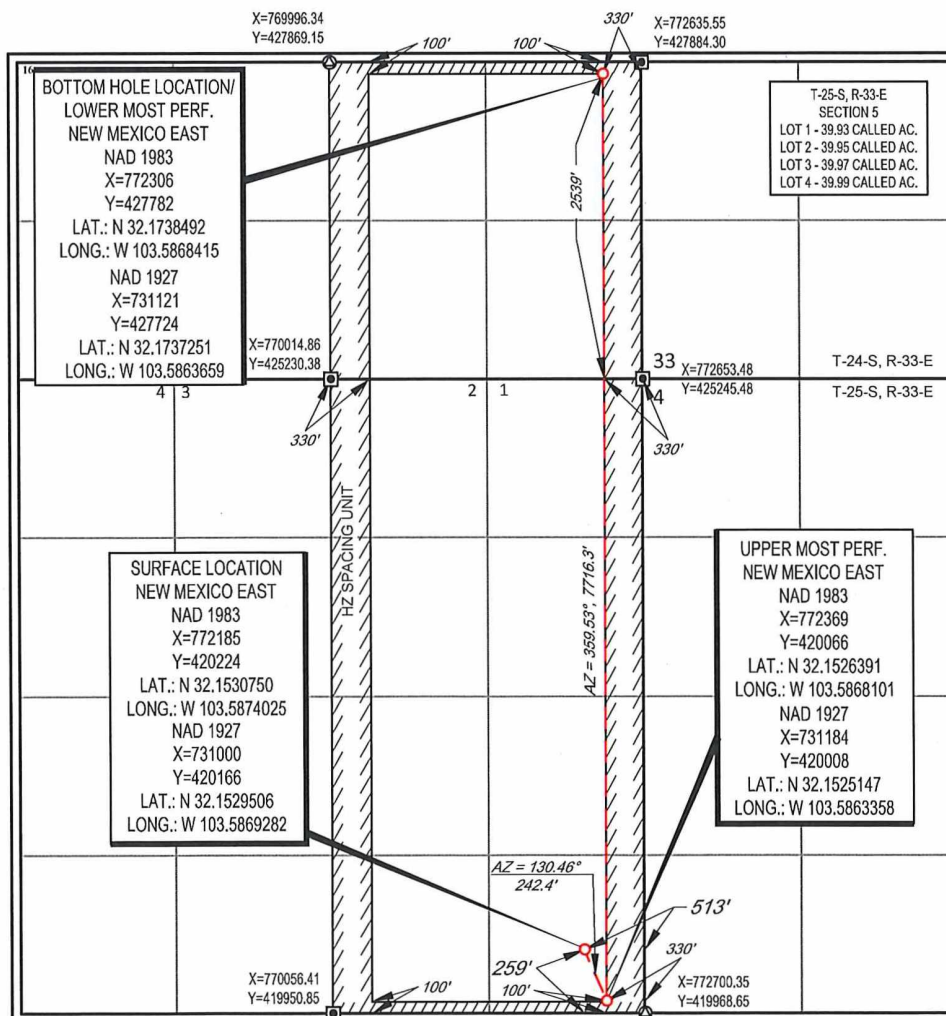 X=769996.34
Y=427869.15
100'
100'
330'
X=772635.55
Y=427884.30
16
BOTTOM HOLE LOCATION/
LOWER MOST PERF.
NEW MEXICO EAST
NAD 1983
X=772306
Y=427782
LAT.: N 32.1738492
LONG.: W 103.5868415
NAD 1927
X=731121
Y=427724
LAT.: N 32.1737251
LONG.: W 103.5863659
T-25-S, R-33-E
SECTION 5
LOT 1 - 39.93 CALLED AC.
LOT 2 - 39.95 CALLED AC.
LOT 3 - 39.97 CALLED AC.
LOT 4 - 39.99 CALLED AC.
2539'
X=770014.86
Y=425230.38
33
X=772653.48
Y=425245.48
T-24-S, R-33-E
T-25-S, R-33-E
4 3
2 1
4
330'
330'
HZ SPACING UNIT
AZ = 359.53°, 7716.3'
SURFACE LOCATION
NEW MEXICO EAST
NAD 1983
X=772185
Y=420224
LAT.: N 32.1530750
LONG.: W 103.5874025
NAD 1927
X=731000
Y=420166
LAT.: N 32.1529506
LONG.: W 103.5869282
UPPER MOST PERF.
NEW MEXICO EAST
NAD 1983
X=772369
Y=420066
LAT.: N 32.1526391
LONG.: W 103.5868101
NAD 1927
X=731184
Y=420008
LAT.: N 32.1525147
LONG.: W 103.5863358
AZ = 130.46°
242.4'
513'
259'
330'
100'
100'
X=770056.41
Y=419950.85
X=772700.35
Y=419968.65